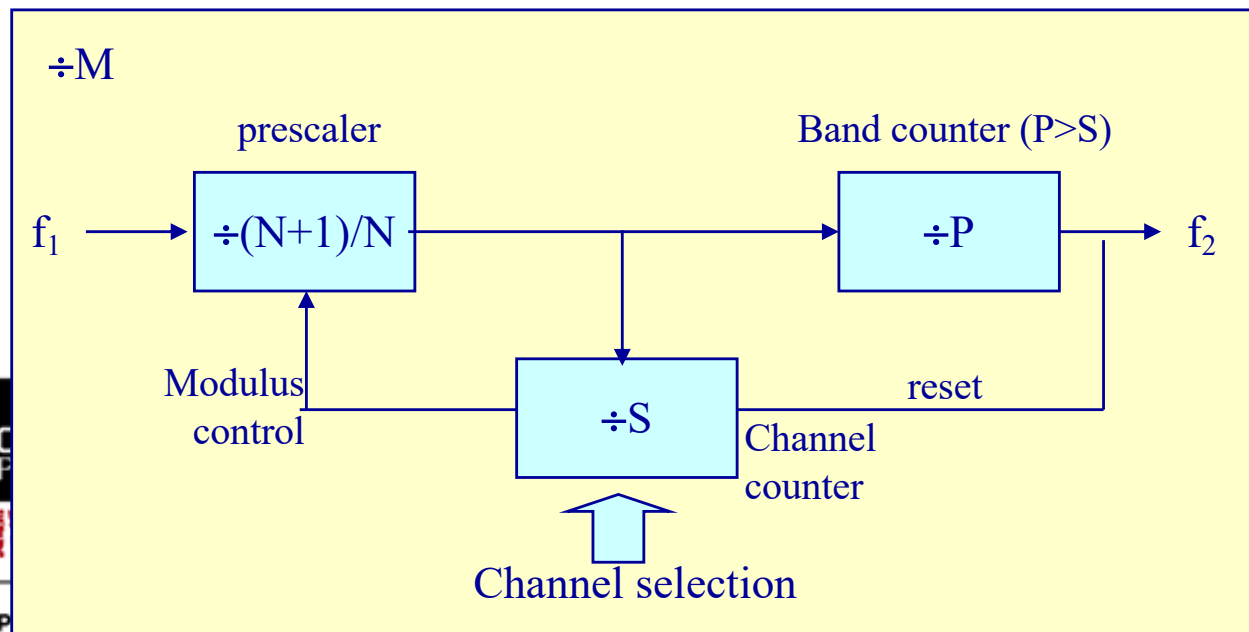 ÷M
prescaler
Band counter (P>S)
f₁
÷(N+1)/N
÷P
f₂
Modulus
control
÷S
reset
Channel
counter
Channel selection